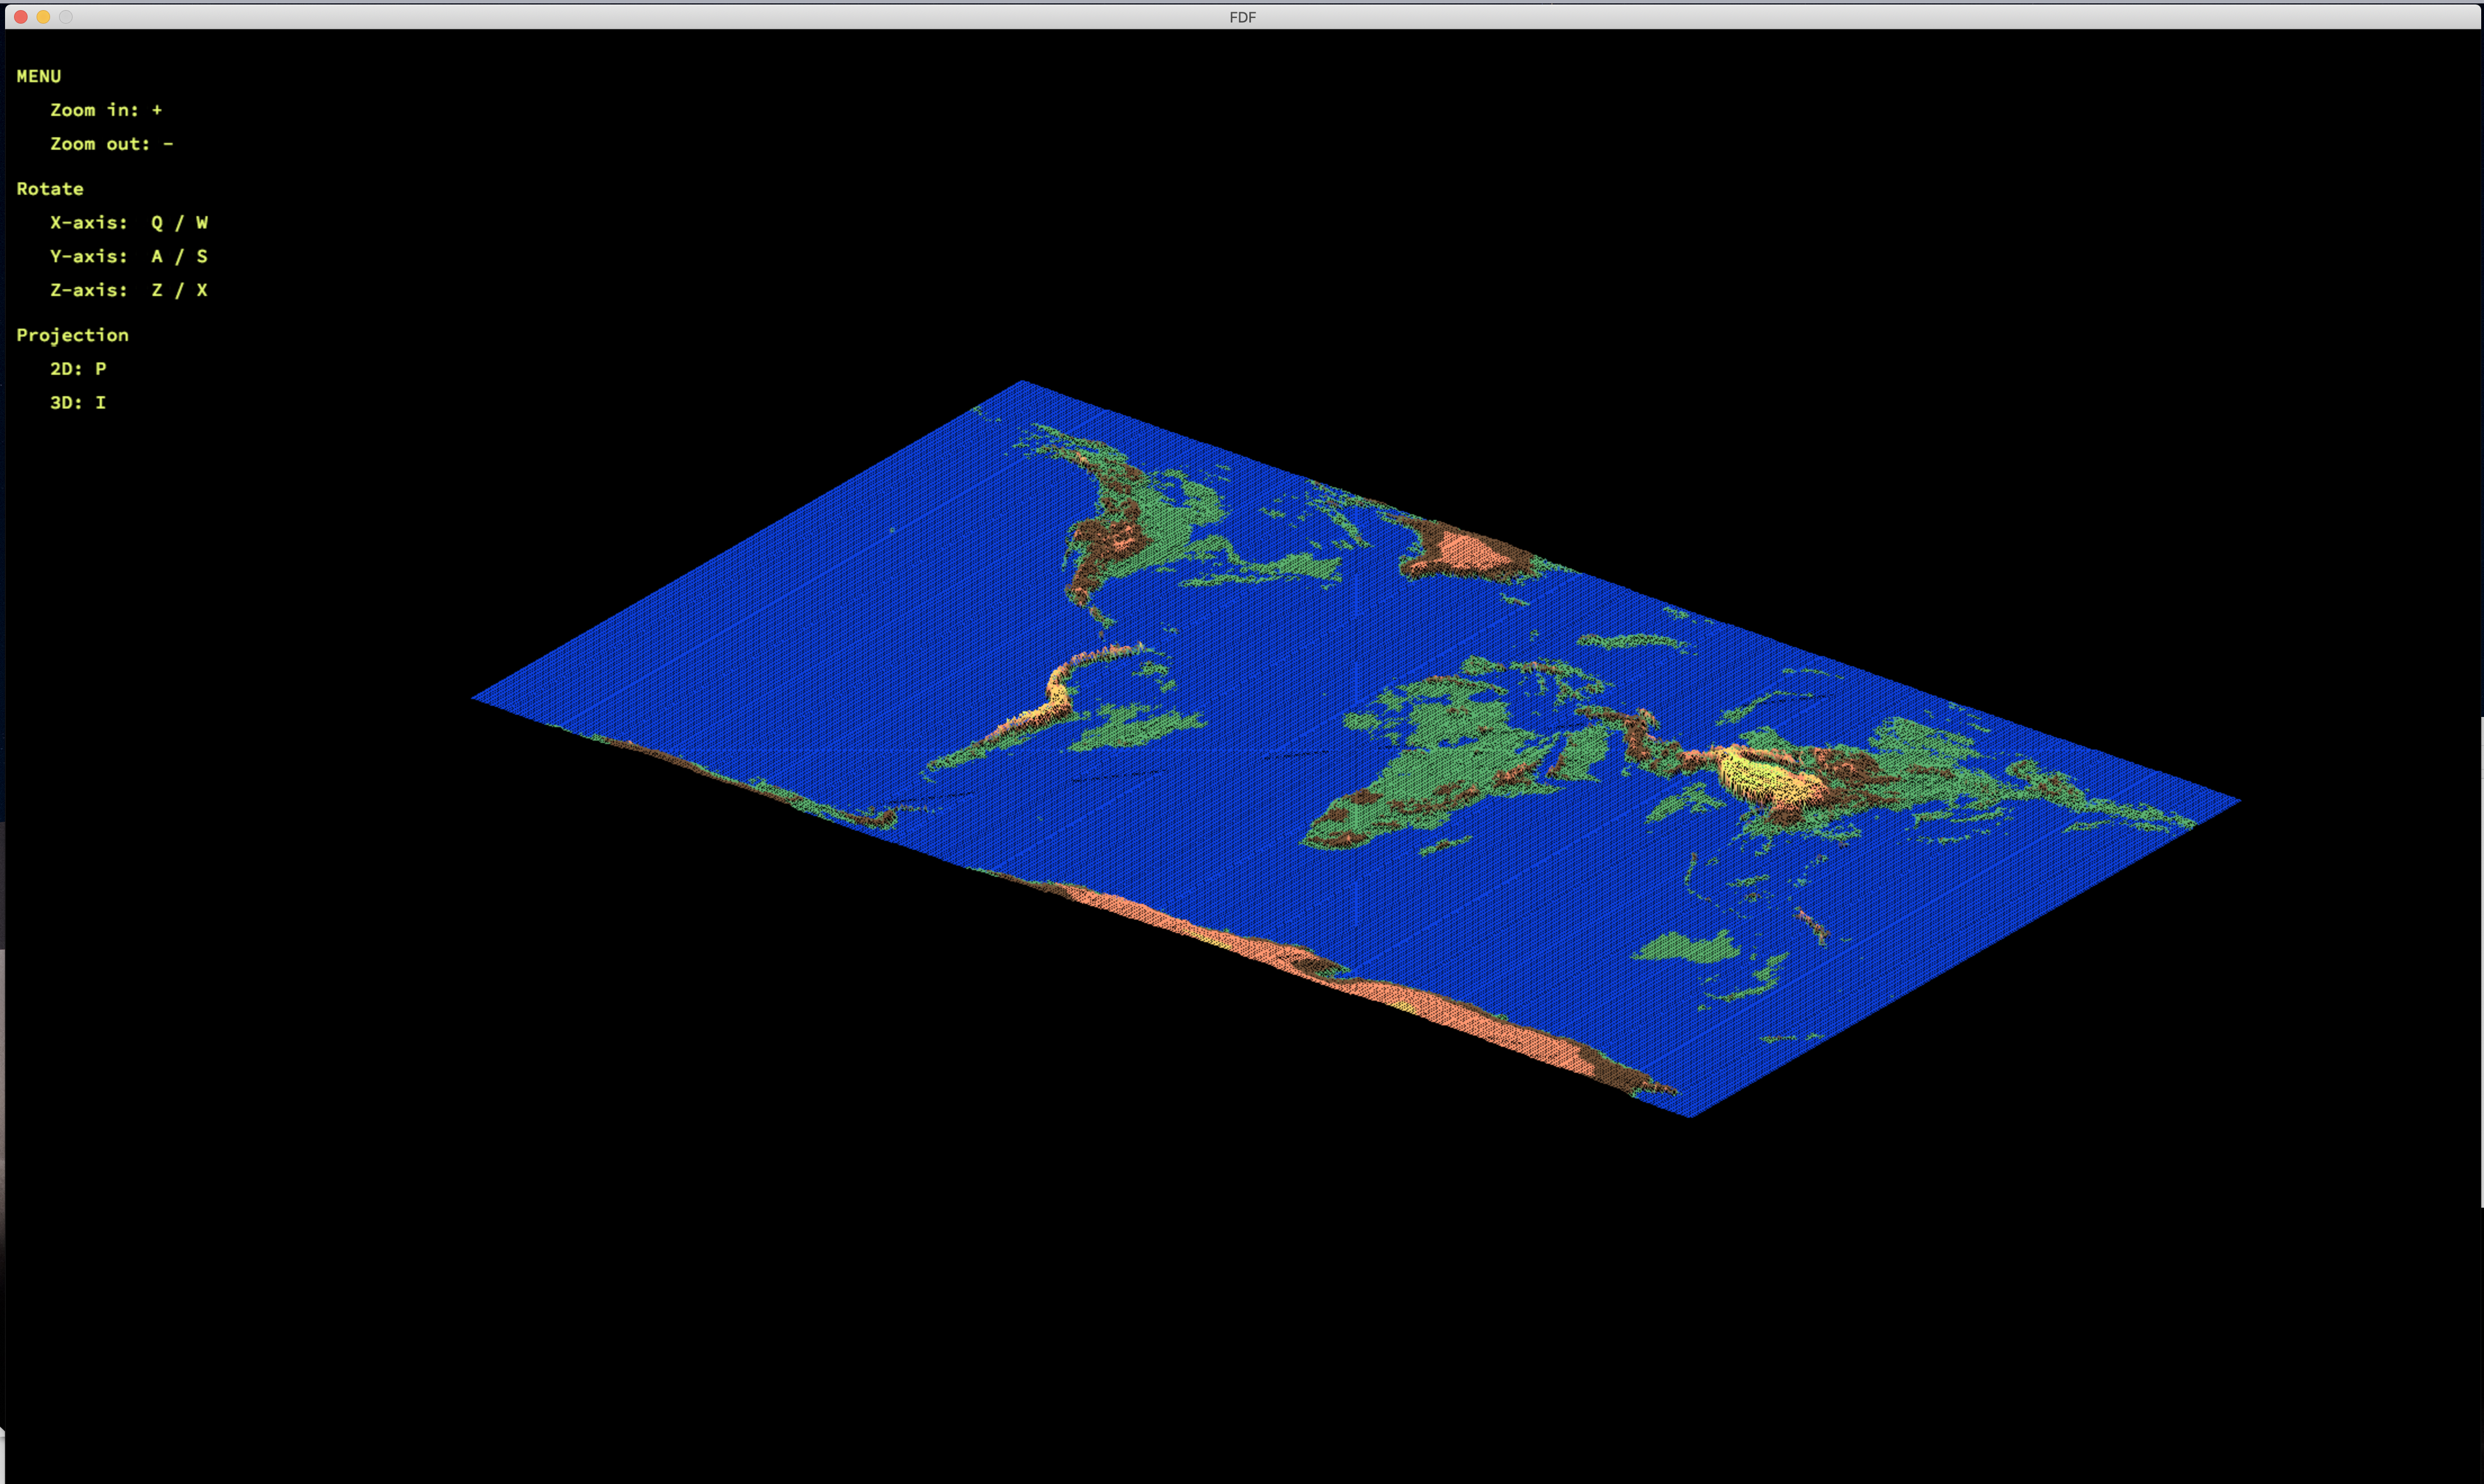 FDF
MENU
Zoom in: +
Zoom out: -
Rotate
X-axis: Q / W
Y-axis: A / S
Z-axis: Z / X
Projection
2D: P
3D: I